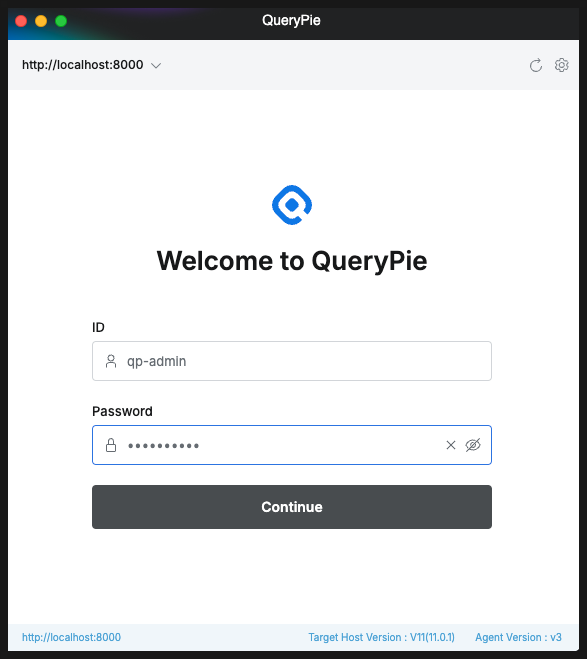 QueryPie
http://localhost:8000
Welcome to QueryPie
ID
qp-admin
Password
••••••••••
Continue
http://localhost:8000 Target Host Version : V11(11.0.1) Agent Version : v3